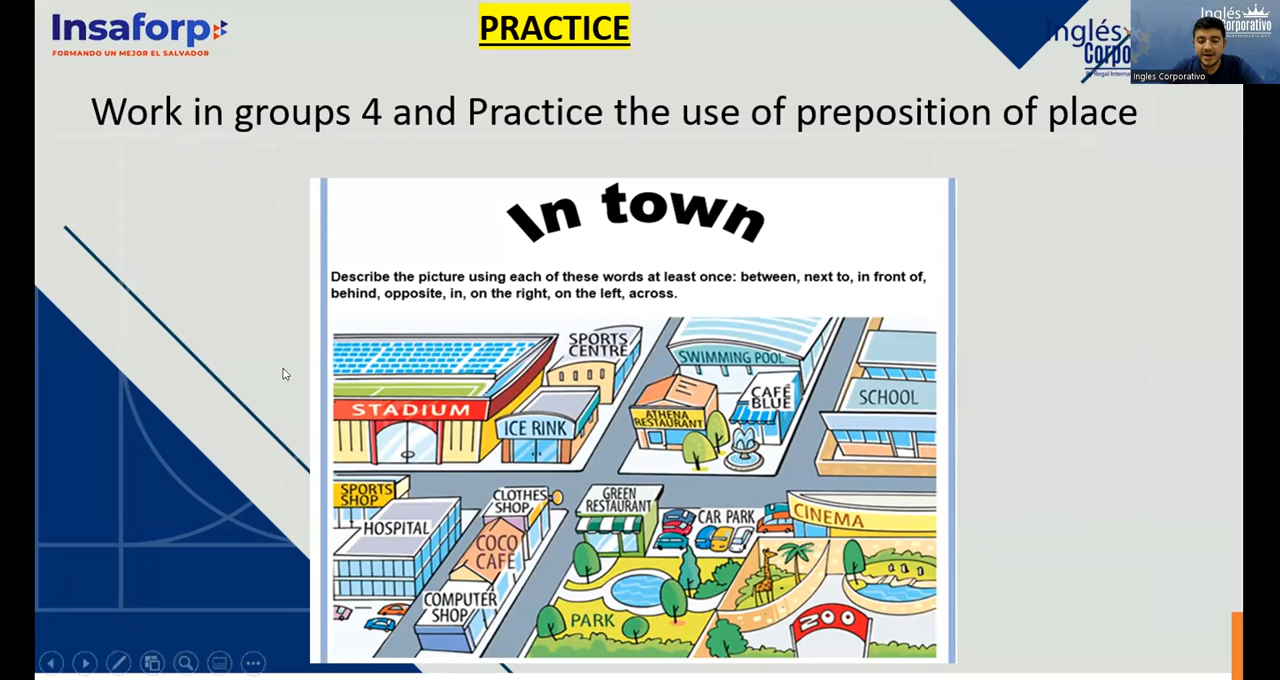 Insaforp
FORMANDO UN MEJOR EL SALVADOR
PRACTICE
Inglés
Corpo
Inglés
Corporativo
Ingles Corporativo
Work in groups 4 and Practice the use of preposition of place
In town
Describe the picture using each of these words at least once: between, next to, in front of,
behind, opposite, in, on the right, on the left, across.
SPORTS
CENTRE
SWIMMING POOL
STADIUM
ICE RINK
ATHENA
RESTAURANT
CAFÉ
BLUE
SCHOOL
SPORTS
SHOP
HOSPITAL
CLOTHES
SHOP
COCO
CAFE
COMPUTER
SHOP
GREEN
RESTAURANT
CAR PARK
CINEMA
PARK
ZOO